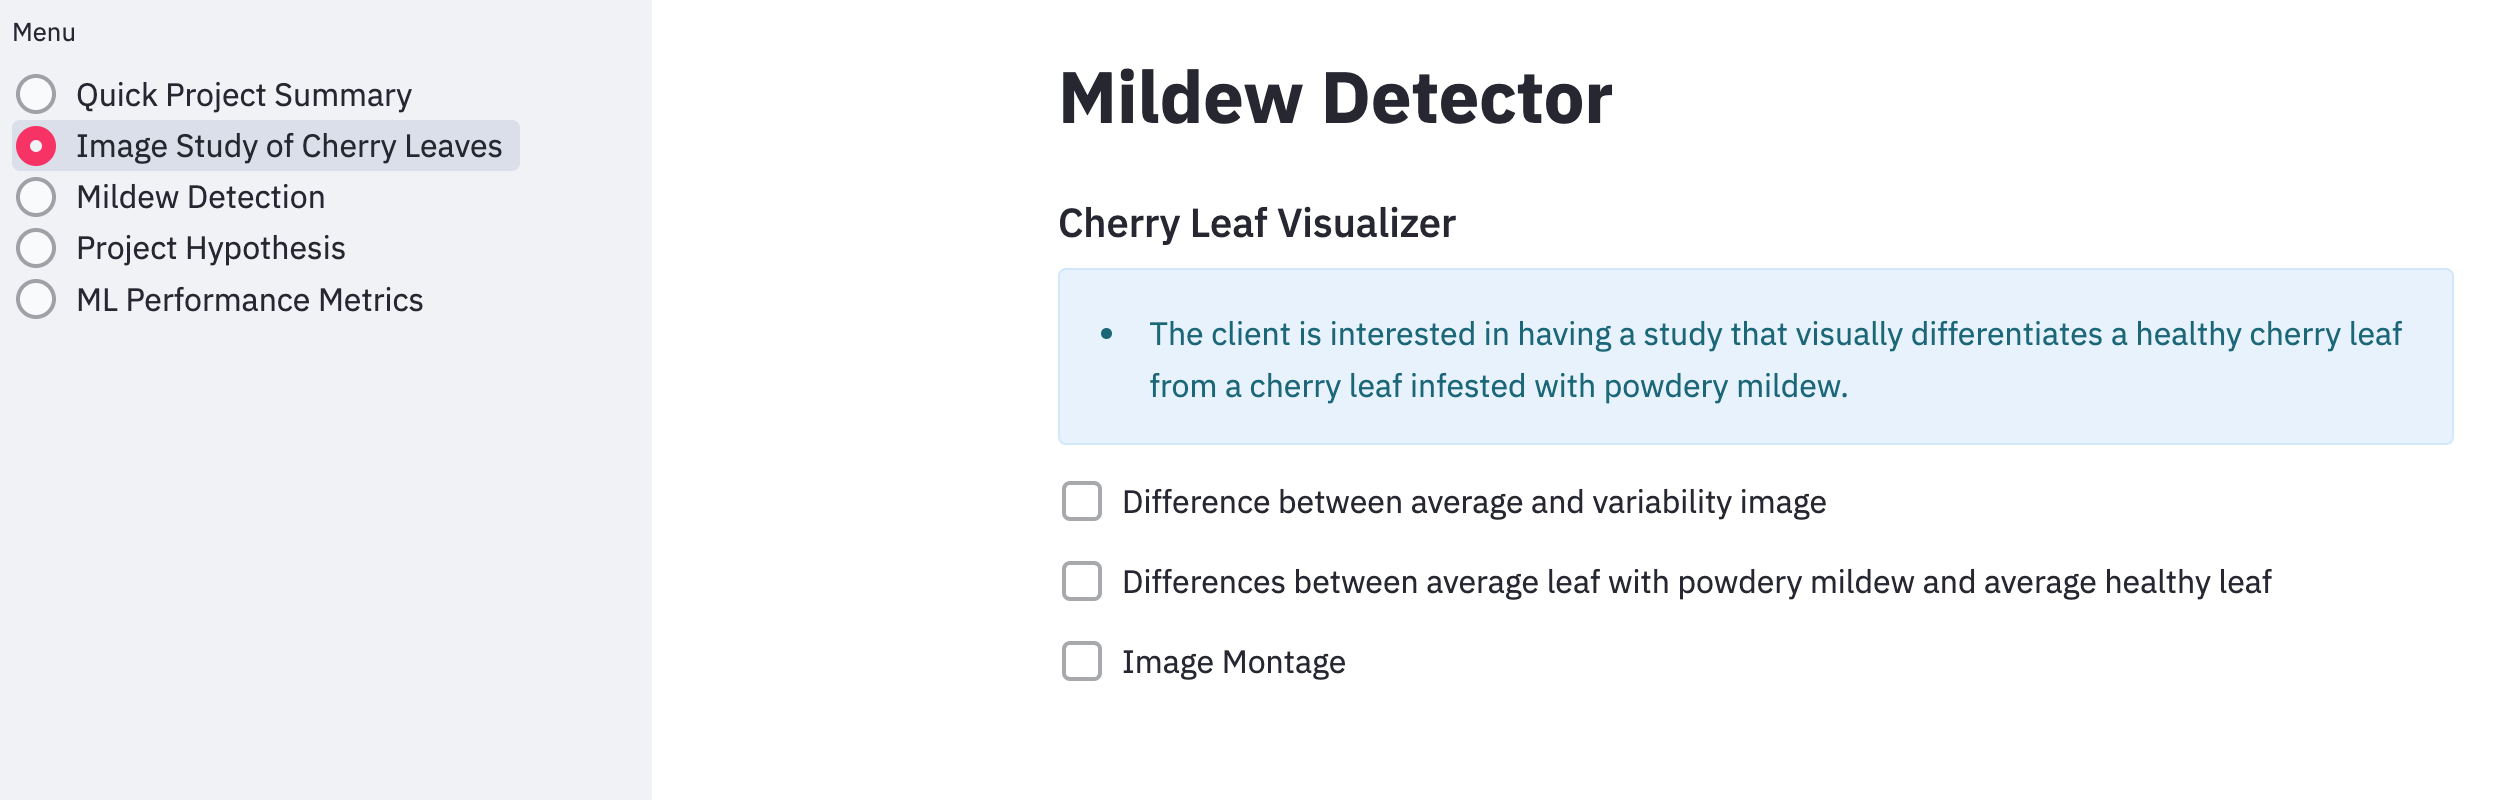 Menu
Quick Project Summary
Image Study of Cherry Leaves
Mildew Detection
Project Hypothesis
ML Performance Metrics
Mildew Detector
Cherry Leaf Visualizer
• The client is interested in having a study that visually differentiates a healthy cherry leaf
from a cherry leaf infested with powdery mildew.
Difference between average and variability image
Differences between average leaf with powdery mildew and average healthy leaf
Image Montage